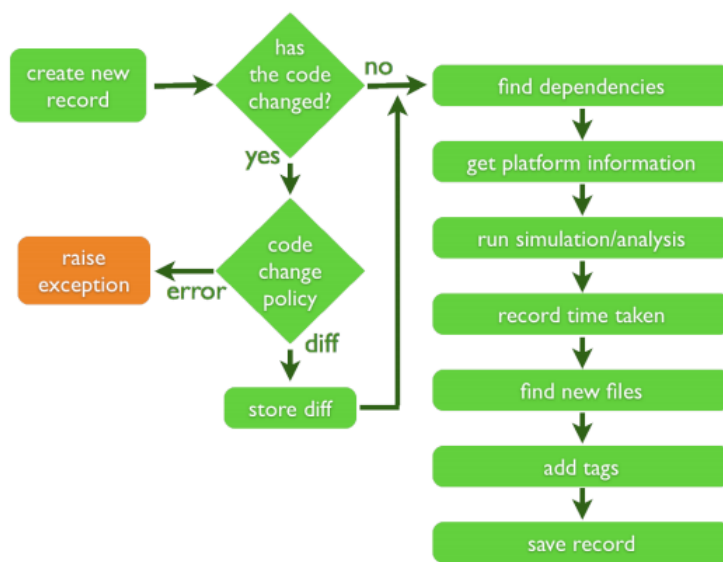 create new
record
has
the code
changed?
no
yes
code
change
policy
error
raise
exception
diff
store diff
find dependencies
get platform information
run simulation/analysis
record time taken
find new files
add tags
save record